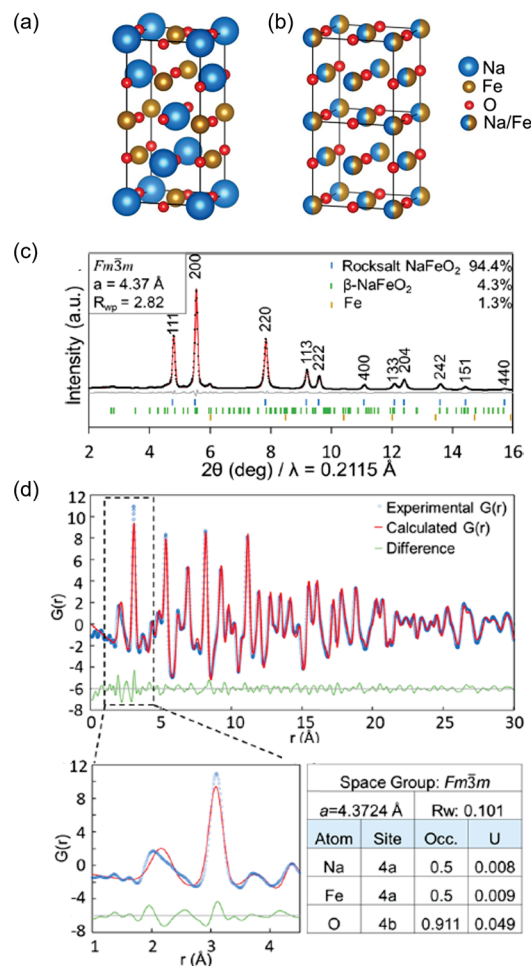 (a)
(b)
Na
Fe
O
Na/Fe
(c)
Fm3̅m
a = 4.37 Å
Rwp = 2.82
111
200
220
113
222
400
133
204
242
151
440
Rocksalt NaFeO2 94.4%
β-NaFeO2 4.3%
Fe 1.3%
Intensity (a.u.)
2 4 6 8 10 12 14 16
2θ (deg) / λ = 0.2115 Å
(d)
12
10
8
6
4
2
0
-2
-4
-6
-8
G(r)
Experimental G(r)
Calculated G(r)
Difference
0 5 10 15 20 25 30
r (Å)
10
6
2
-2
-6
-8
G(r)
1 2 3 4
r (Å)
Space Group: Fm3̅m
a=4.3724 Å Rw: 0.101
Atom Site Occ. U
Na 4a 0.5 0.008
Fe 4a 0.5 0.009
O 4b 0.911 0.049